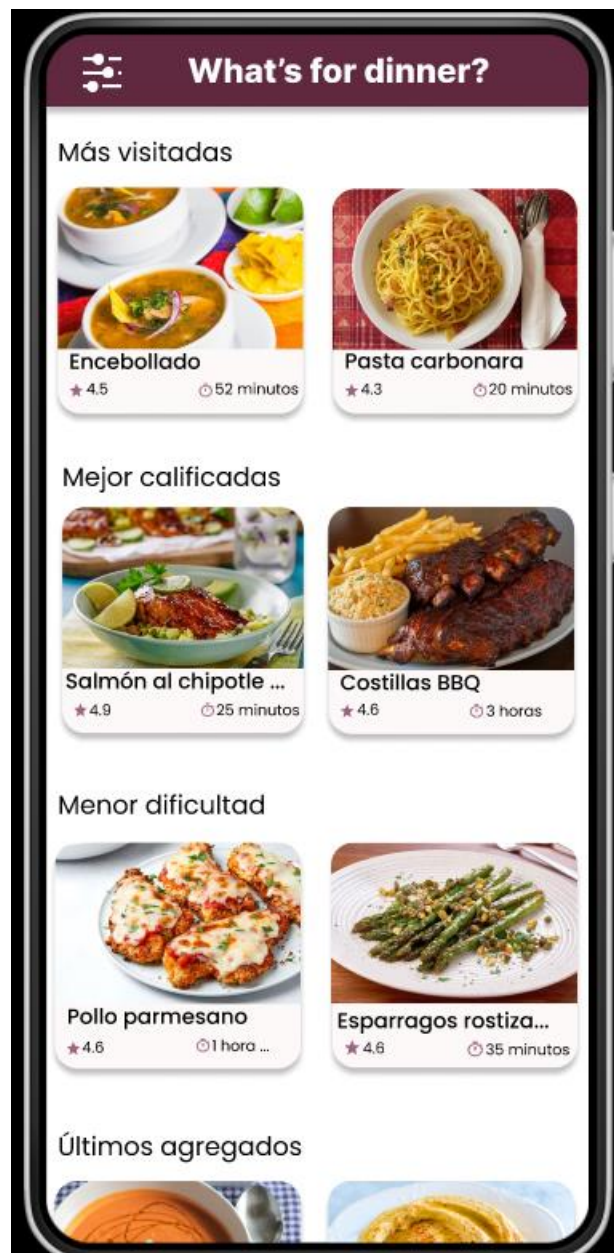 What's for dinner?
Más visitadas
Encebollado
4.5 52 minutos
Pasta carbonara
4.3 20 minutos
Mejor calificadas
Salmón al chipotle ...
4.9 25 minutos
Costillas BBQ
4.6 3 horas
Menor dificultad
Pollo parmesano
4.6 1 hora ...
Esparragos rostiza...
4.6 35 minutos
Últimos agregados